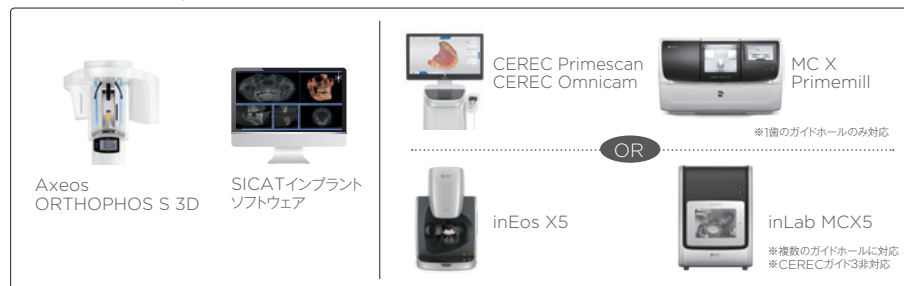 Axeos
ORTHOPHOS S 3D
SICATインプラント
ソフトウェア
CEREC Primescan
CEREC Omnicam
MC X
Primemill
※1歯のガイドホールのみ対応
OR
inEos X5
inLab MCX5
※複数のガイドホールに対応
※CERECガイド3非対応